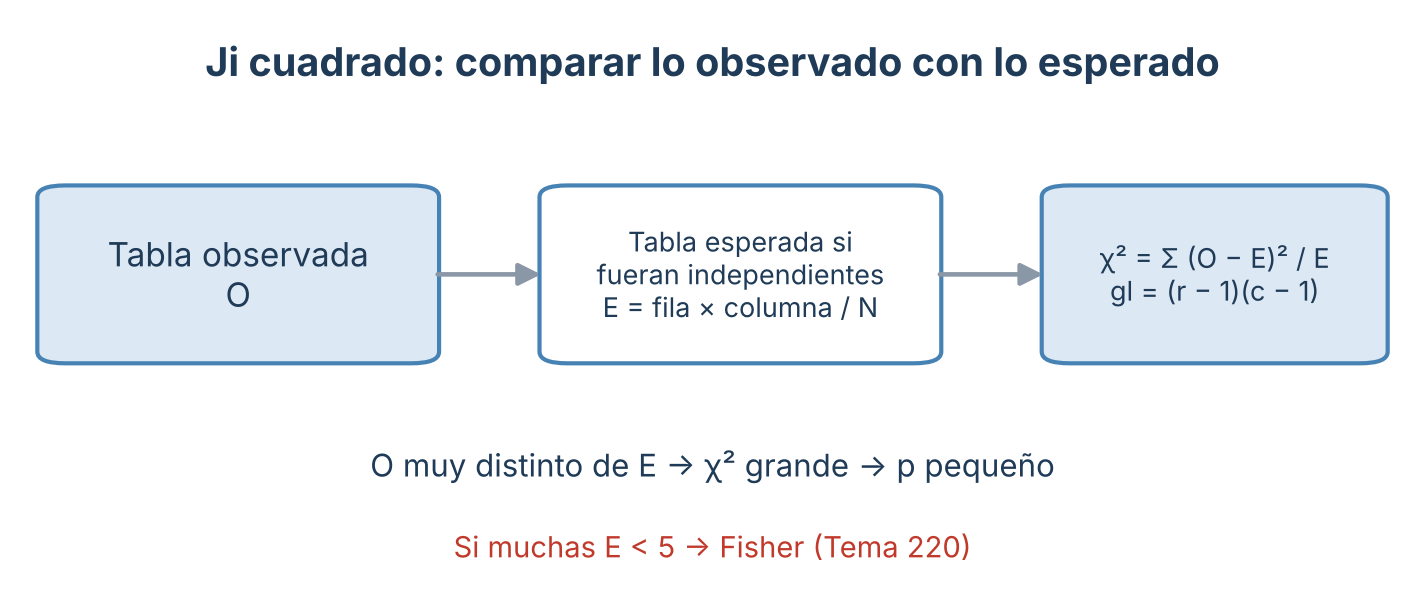 Ji cuadrado: comparar lo observado con lo esperado
Tabla observada
O
Tabla esperada si
fueran independientes
E = fila × columna / N
χ² = Σ (O − E)² / E
gl = (r − 1)(c − 1)
O muy distinto de E → χ² grande → p pequeño
Si muchas E < 5 → Fisher (Tema 220)